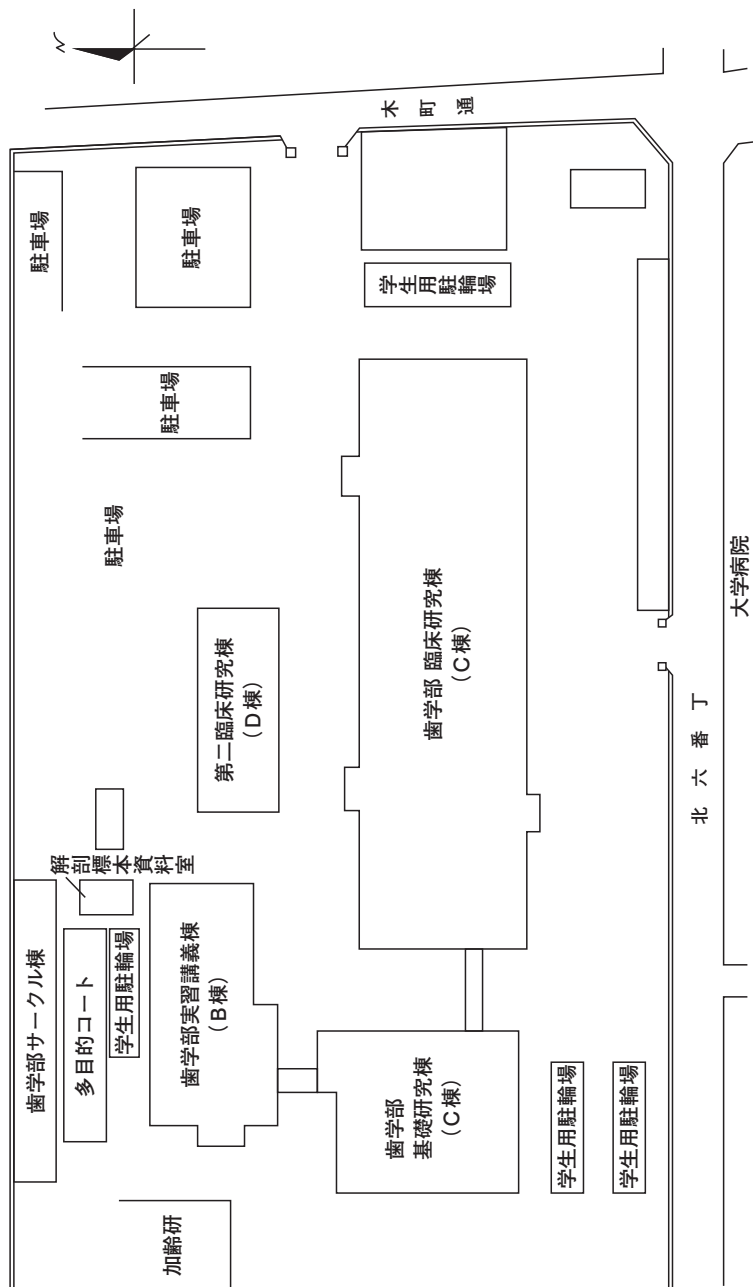 N
木町通
駐車場
駐車場
学生用駐輪場
駐車場
駐車場
大学病院
第二臨床研究棟
(D棟)
歯学部 臨床研究棟
(C棟)
北六番丁
解剖標本資料室
歯学部サークル棟
多目的コート
学生用駐輪場
歯学部実習講義棟
(B棟)
歯学部
基礎研究棟
(C棟)
学生用駐輪場
学生用駐輪場
加齢研